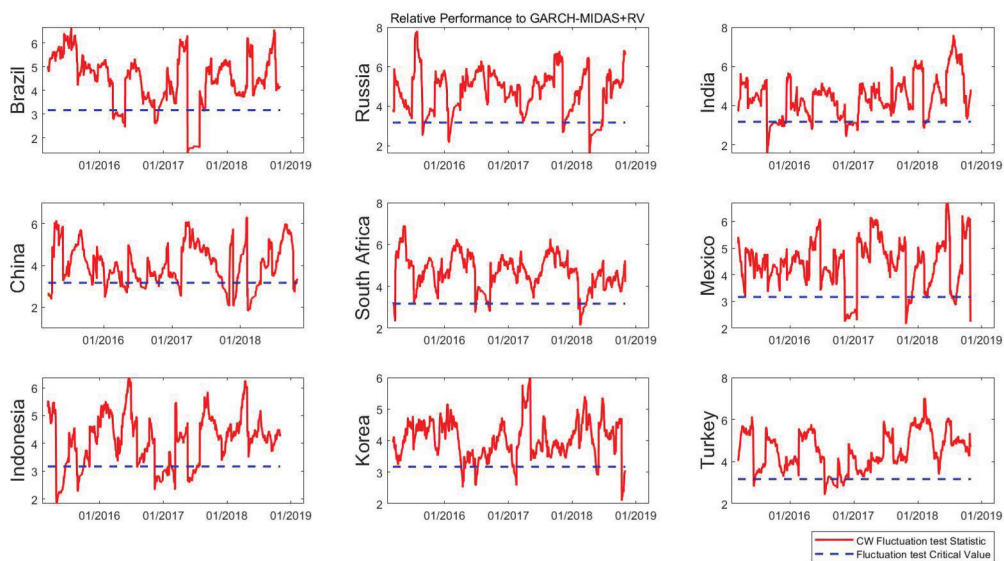 Relative Performance to GARCH-MIDAS+RV
Brazil
6
5
4
3
2
01/2016 01/2017 01/2018 01/2019
Russia
8
6
4
2
01/2016 01/2017 01/2018 01/2019
India
8
6
4
2
01/2016 01/2017 01/2018 01/2019
China
6
4
2
01/2016 01/2017 01/2018
South Africa
8
6
4
2
01/2016 01/2017 01/2018 01/2019
Mexico
6
5
4
3
2
01/2016 01/2017 01/2018 01/2019
Indonesia
6
5
4
3
2
01/2016 01/2017 01/2018 01/2019
Korea
6
5
4
3
2
01/2016 01/2017 01/2018 01/2019
Turkey
8
6
4
2
01/2016 01/2017 01/2018 01/2019
CW Fluctuation test Statistic
Fluctuation test Critical Value